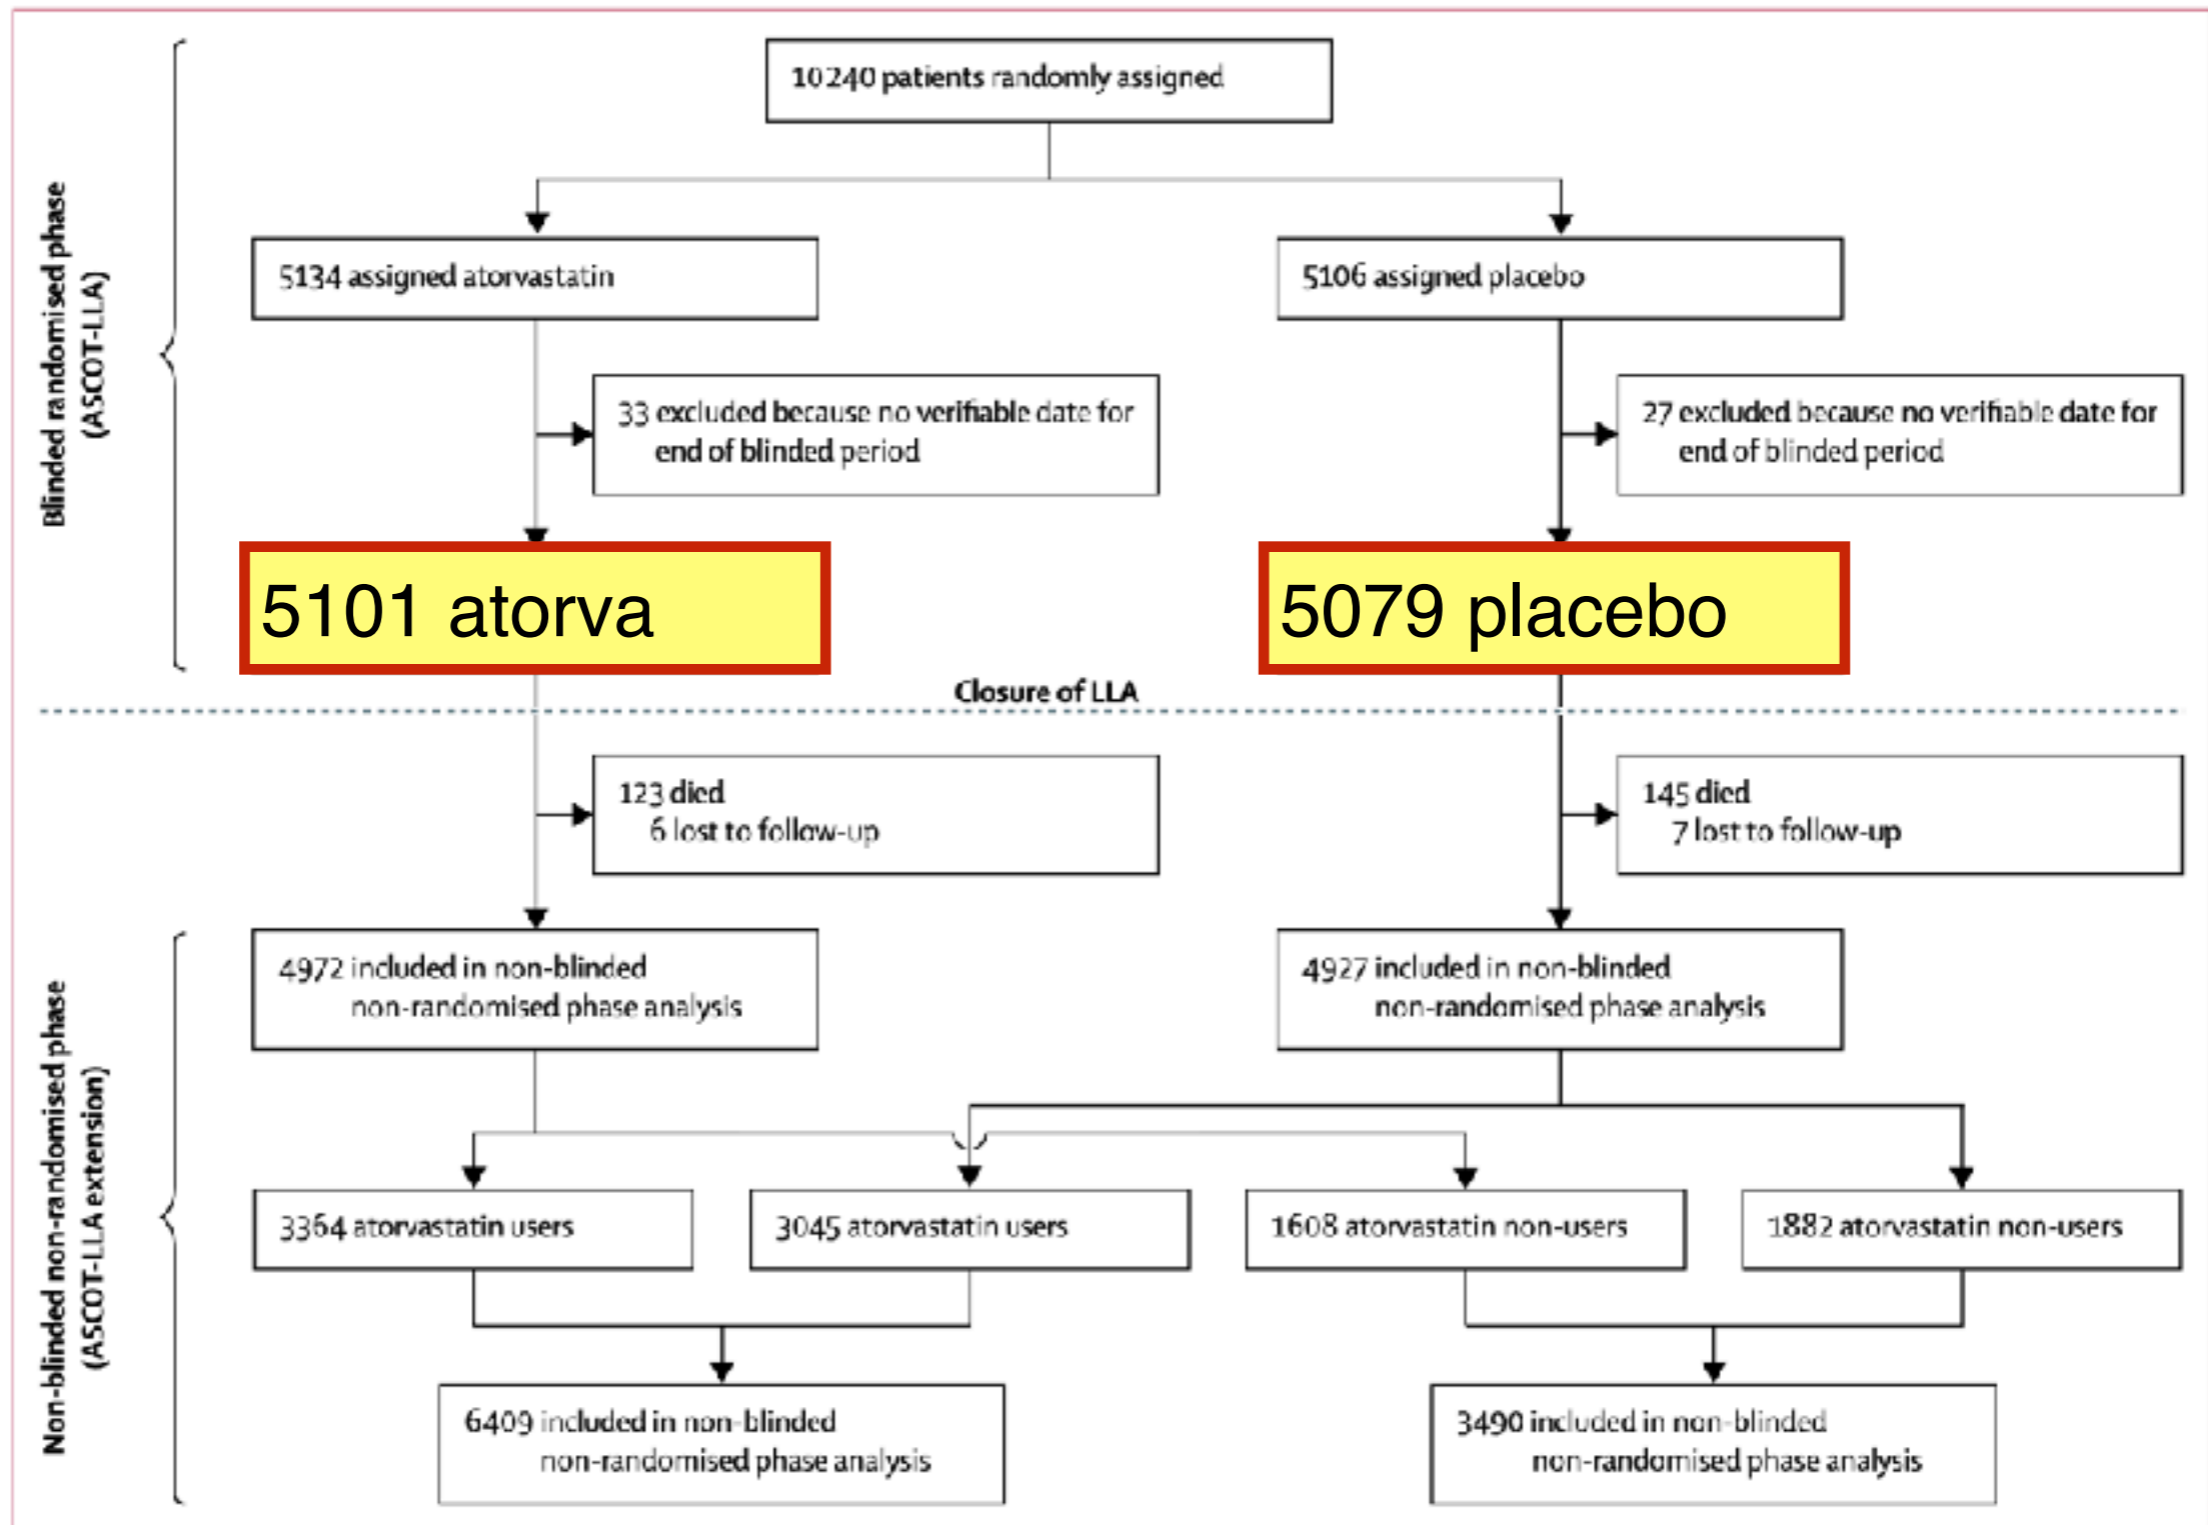 Blinded randomised phase
(ASCOT-LLA)
10240 patients randomly assigned
5134 assigned atorvastatin
5106 assigned placebo
33 excluded because no verifiable date for
end of blinded period
27 excluded because no verifiable date for
end of blinded period
5101 atorva
5079 placebo
Closure of LLA
Non-blinded non-randomised phase
(ASCOT-LLA extension)
123 died
6 lost to follow-up
145 died
7 lost to follow-up
4972 included in non-blinded
non-randomised phase analysis
4927 included in non-blinded
non-randomised phase analysis
3364 atorvastatin users
3045 atorvastatin users
1608 atorvastatin non-users
1882 atorvastatin non-users
6409 included in non-blinded
non-randomised phase analysis
3490 included in non-blinded
non-randomised phase analysis